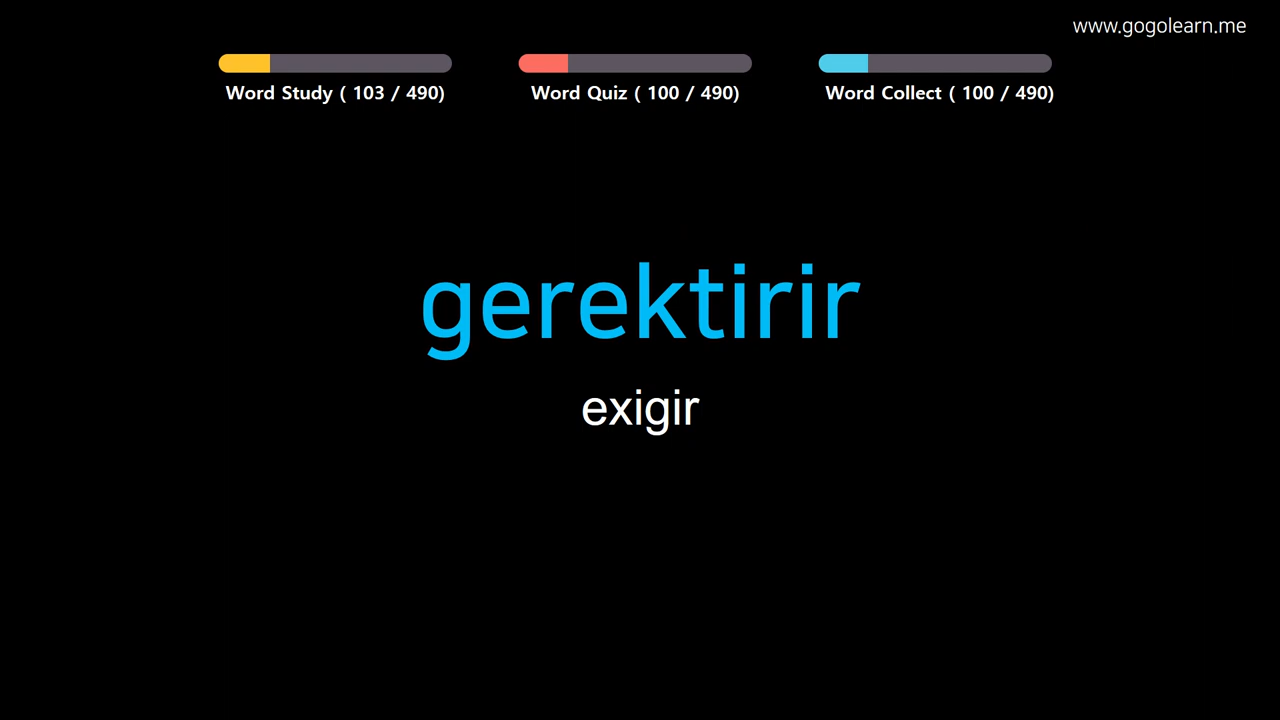 www.gogolearn.me
Word Study ( 103 / 490)
Word Quiz ( 100 / 490)
Word Collect ( 100 / 490)
gerektirir
exigir